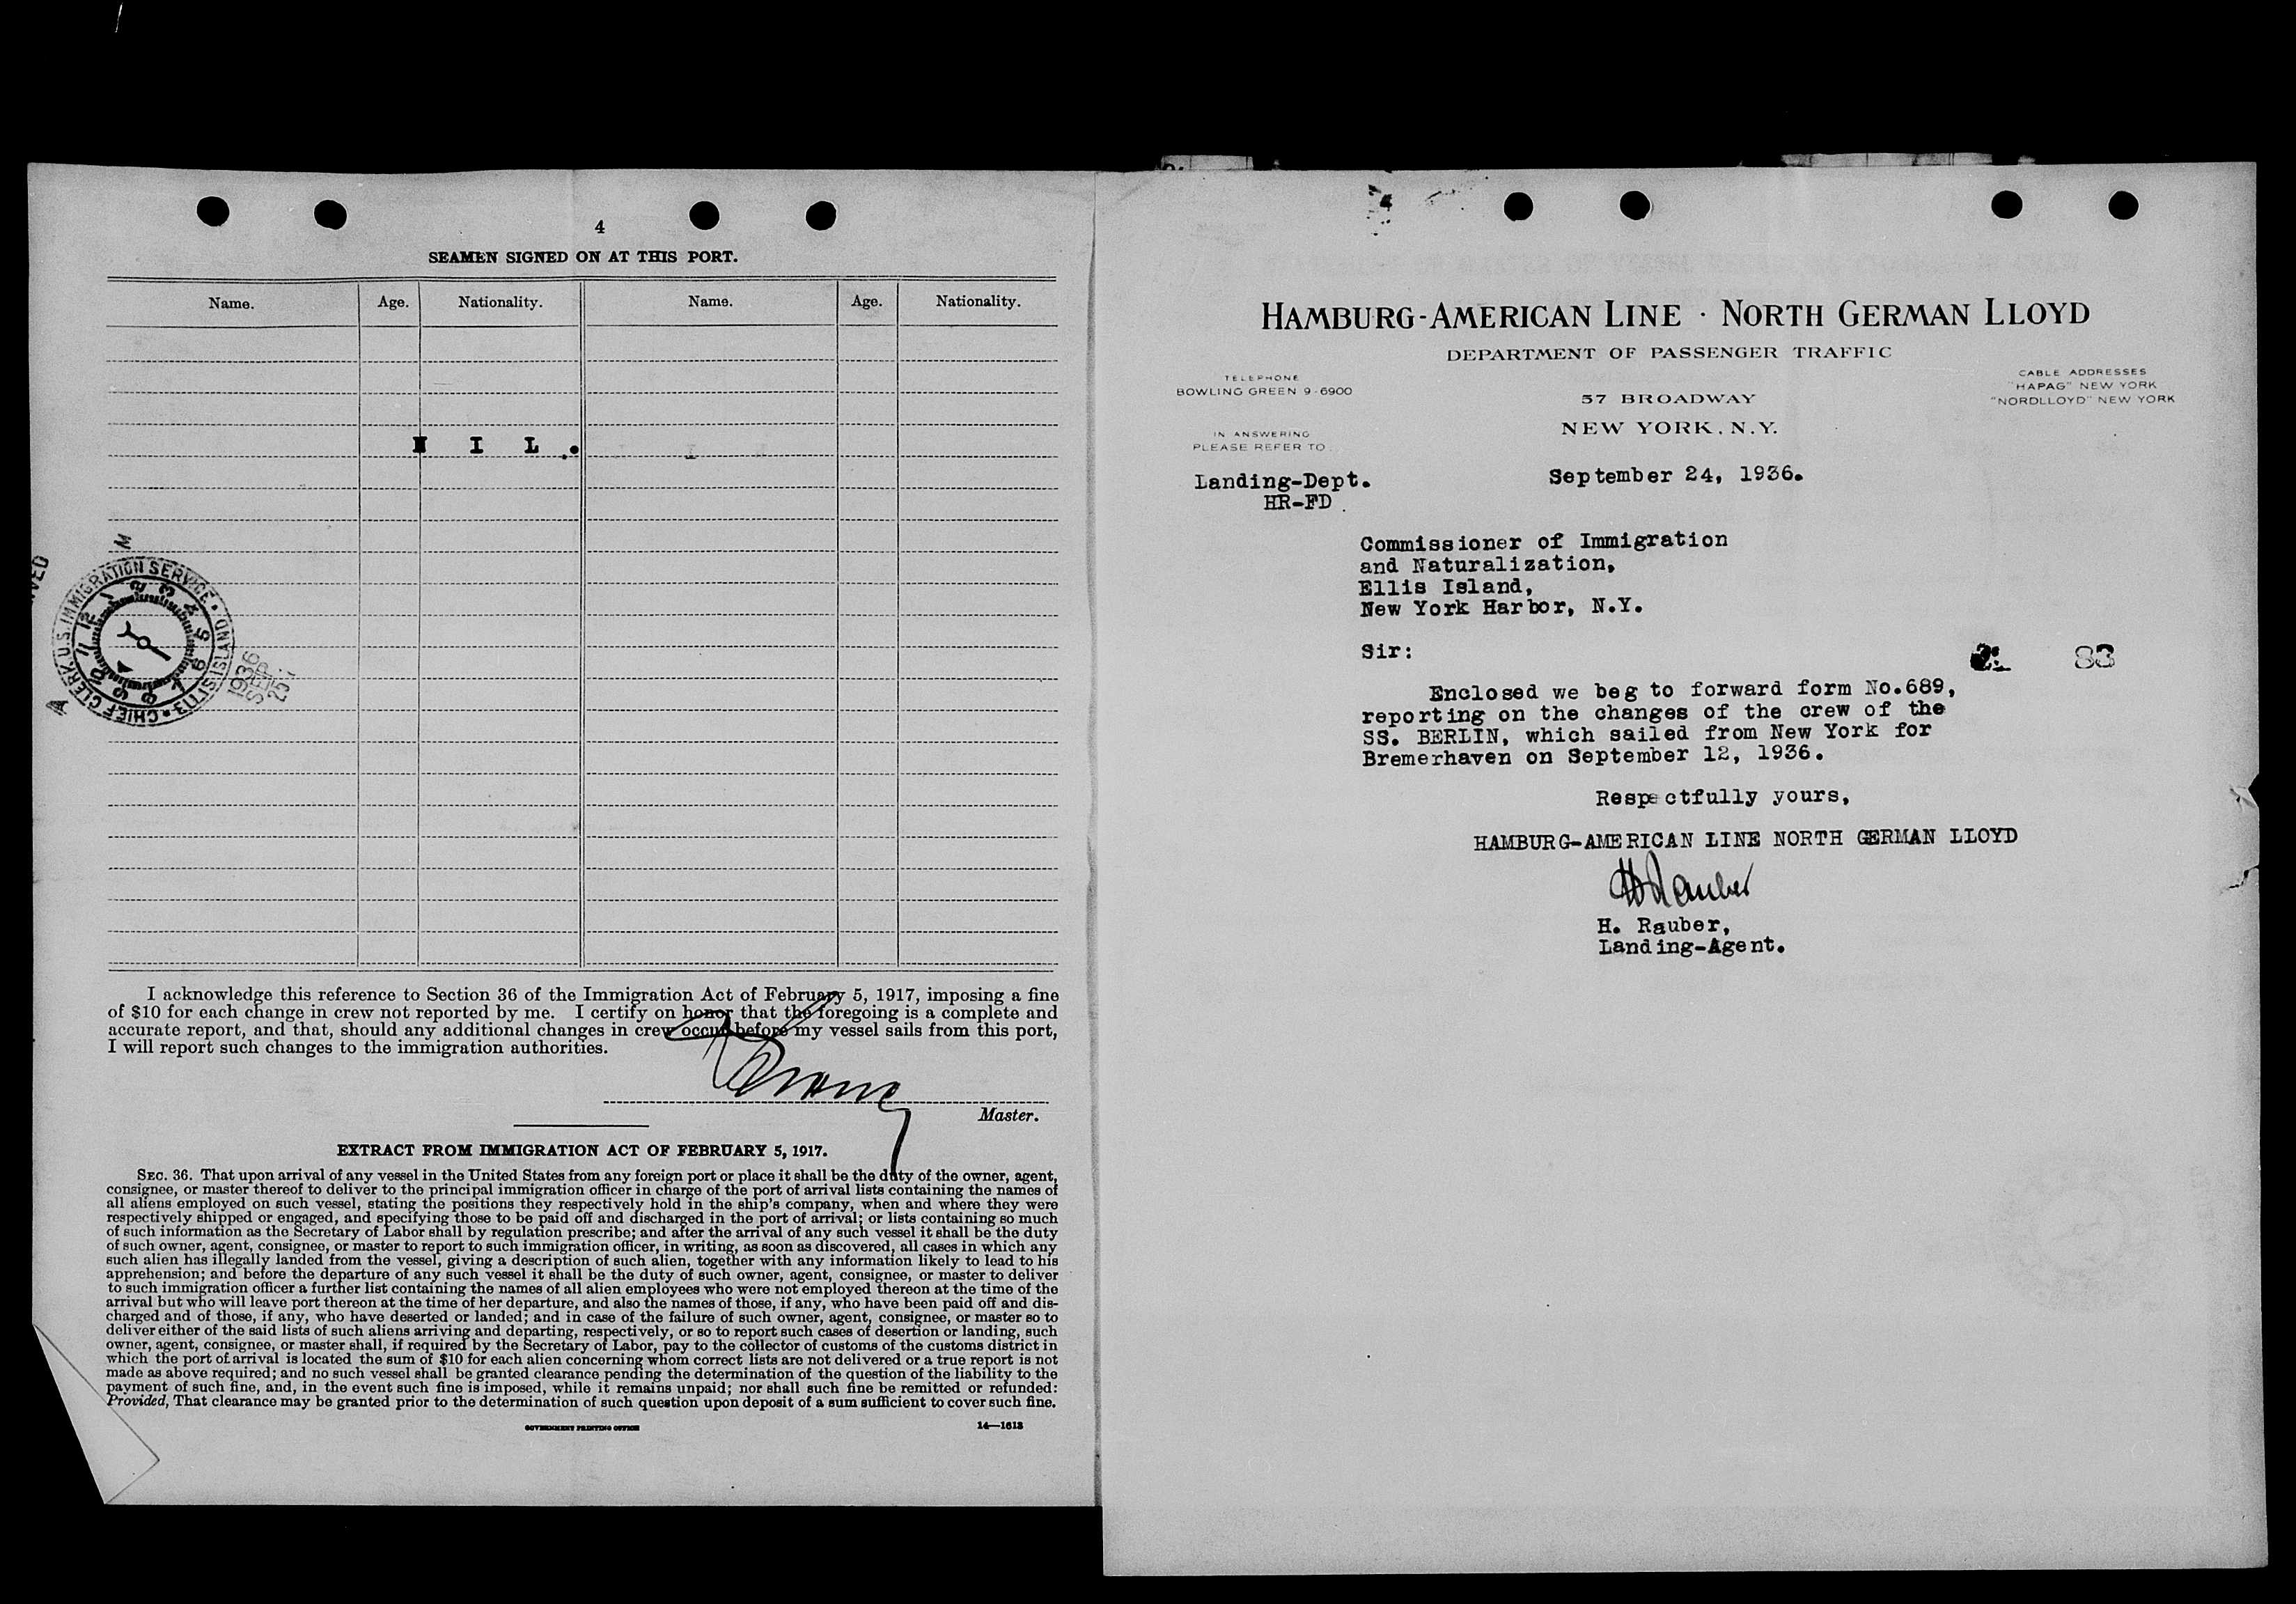 4
SEAMEN SIGNED ON AT THIS PORT.
Name. Age. Nationality. Name. Age. Nationality.
N I L .
CHIEF CLERK, U.S. IMMIGRATION SERVICE • ELLIS ISLAND •
12 1 2 3 4 5 6 7 8 9 10 11
M
A
1936
SEP
25
I acknowledge this reference to Section 36 of the Immigration Act of February 5, 1917, imposing a fine
of $10 for each change in crew not reported by me. I certify on honor that the foregoing is a complete and
accurate report, and that, should any additional changes in crew occur before my vessel sails from this port,
I will report such changes to the immigration authorities.
Master.
EXTRACT FROM IMMIGRATION ACT OF FEBRUARY 5, 1917.
SEC. 36. That upon arrival of any vessel in the United States from any foreign port or place it shall be the duty of the owner, agent,
consignee, or master thereof to deliver to the principal immigration officer in charge of the port of arrival lists containing the names of
all aliens employed on such vessel, stating the positions they respectively hold in the ship's company, when and where they were
respectively shipped or engaged, and specifying those to be paid off and discharged in the port of arrival; or lists containing so much
of such information as the Secretary of Labor shall by regulation prescribe; and after the arrival of any such vessel it shall be the duty
of such owner, agent, consignee, or master to report to such immigration officer, in writing, as soon as discovered, all cases in which any
such alien has illegally landed from the vessel, giving a description of such alien, together with any information likely to lead to his
apprehension; and before the departure of any such vessel it shall be the duty of such owner, agent, consignee, or master to deliver
to such immigration officer a further list containing the names of all alien employees who were not employed thereon at the time of the
arrival but who will leave port thereon at the time of her departure, and also the names of those, if any, who have been paid off and dis-
charged and of those, if any, who have deserted or landed; and in case of the failure of such owner, agent, consignee, or master so to
deliver either of the said lists of such aliens arriving and departing, respectively, or so to report such cases of desertion or landing, such
owner, agent, consignee, or master shall, if required by the Secretary of Labor, pay to the collector of customs of the customs district in
which the port of arrival is located the sum of $10 for each alien concerning whom correct lists are not delivered or a true report is not
made as above required; and no such vessel shall be granted clearance pending the determination of the question of the liability to the
payment of such fine, and, in the event such fine is imposed, while it remains unpaid; nor shall such fine be remitted or refunded:
Provided, That clearance may be granted prior to the determination of such question upon deposit of a sum sufficient to cover such fine.
GOVERNMENT PRINTING OFFICE 14—1613
HAMBURG-AMERICAN LINE · NORTH GERMAN LLOYD
DEPARTMENT OF PASSENGER TRAFFIC
TELEPHONE
BOWLING GREEN 9-6900
57 BROADWAY
NEW YORK, N.Y.
CABLE ADDRESSES
"HAPAG" NEW YORK
"NORDLLOYD" NEW YORK
IN ANSWERING
PLEASE REFER TO
Landing-Dept.
HR-FD
September 24, 1936.
Commissioner of Immigration
and Naturalization,
Ellis Island,
New York Harbor, N.Y.
Sir:
83
Enclosed we beg to forward form No.689,
reporting on the changes of the crew of the
SS. BERLIN, which sailed from New York for
Bremerhaven on September 12, 1936.
Respectfully yours,
HAMBURG-AMERICAN LINE NORTH GERMAN LLOYD
H Rauber
H. Rauber,
Landing-Agent.